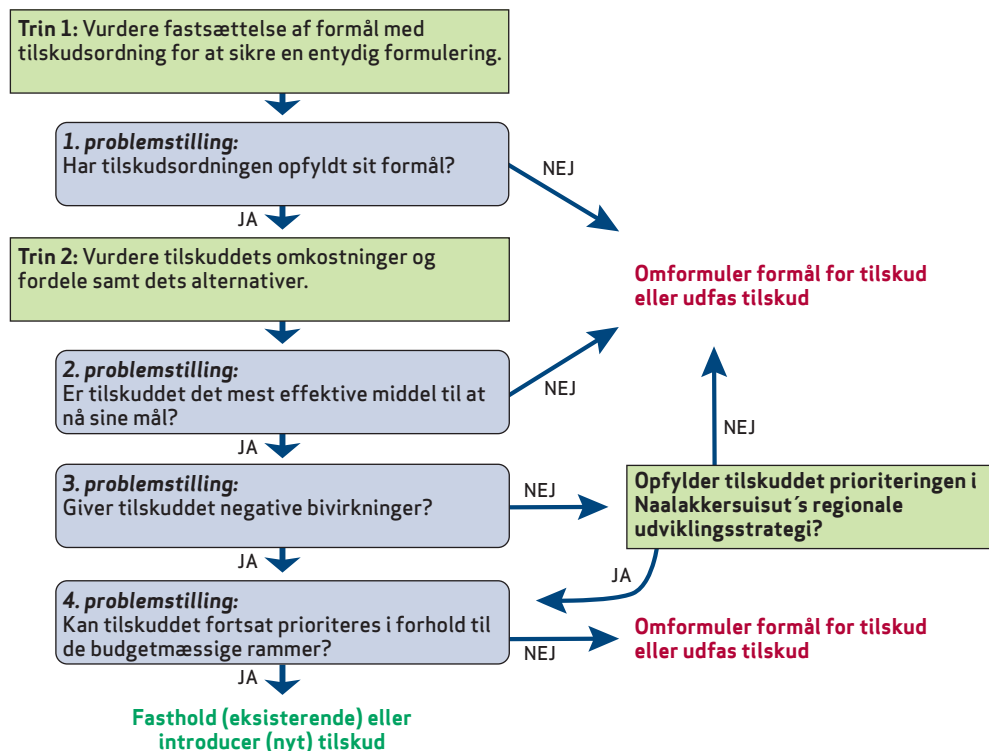 Trin 1: Vurdere fastsættelse af formål med
tilskudsordning for at sikre en entydig formulering.
1. problemstilling:
Har tilskudsordningen opfyldt sit formål?
NEJ
JA
Trin 2: Vurdere tilskuddets omkostninger og
fordele samt dets alternativer.
Omformuler formål for tilskud
eller udfas tilskud
2. problemstilling:
Er tilskuddet det mest effektive middel til at
nå sine mål?
NEJ
JA
NEJ
3. problemstilling:
Giver tilskuddet negative bivirkninger?
NEJ
Opfylder tilskuddet prioriteringen i
Naalakkersuisut´s regionale
udviklingsstrategi?
JA
JA
4. problemstilling:
Kan tilskuddet fortsat prioriteres i forhold til
de budgetmæssige rammer?
NEJ
Omformuler formål for tilskud
eller udfas tilskud
JA
Fasthold (eksisterende) eller
introducer (nyt) tilskud